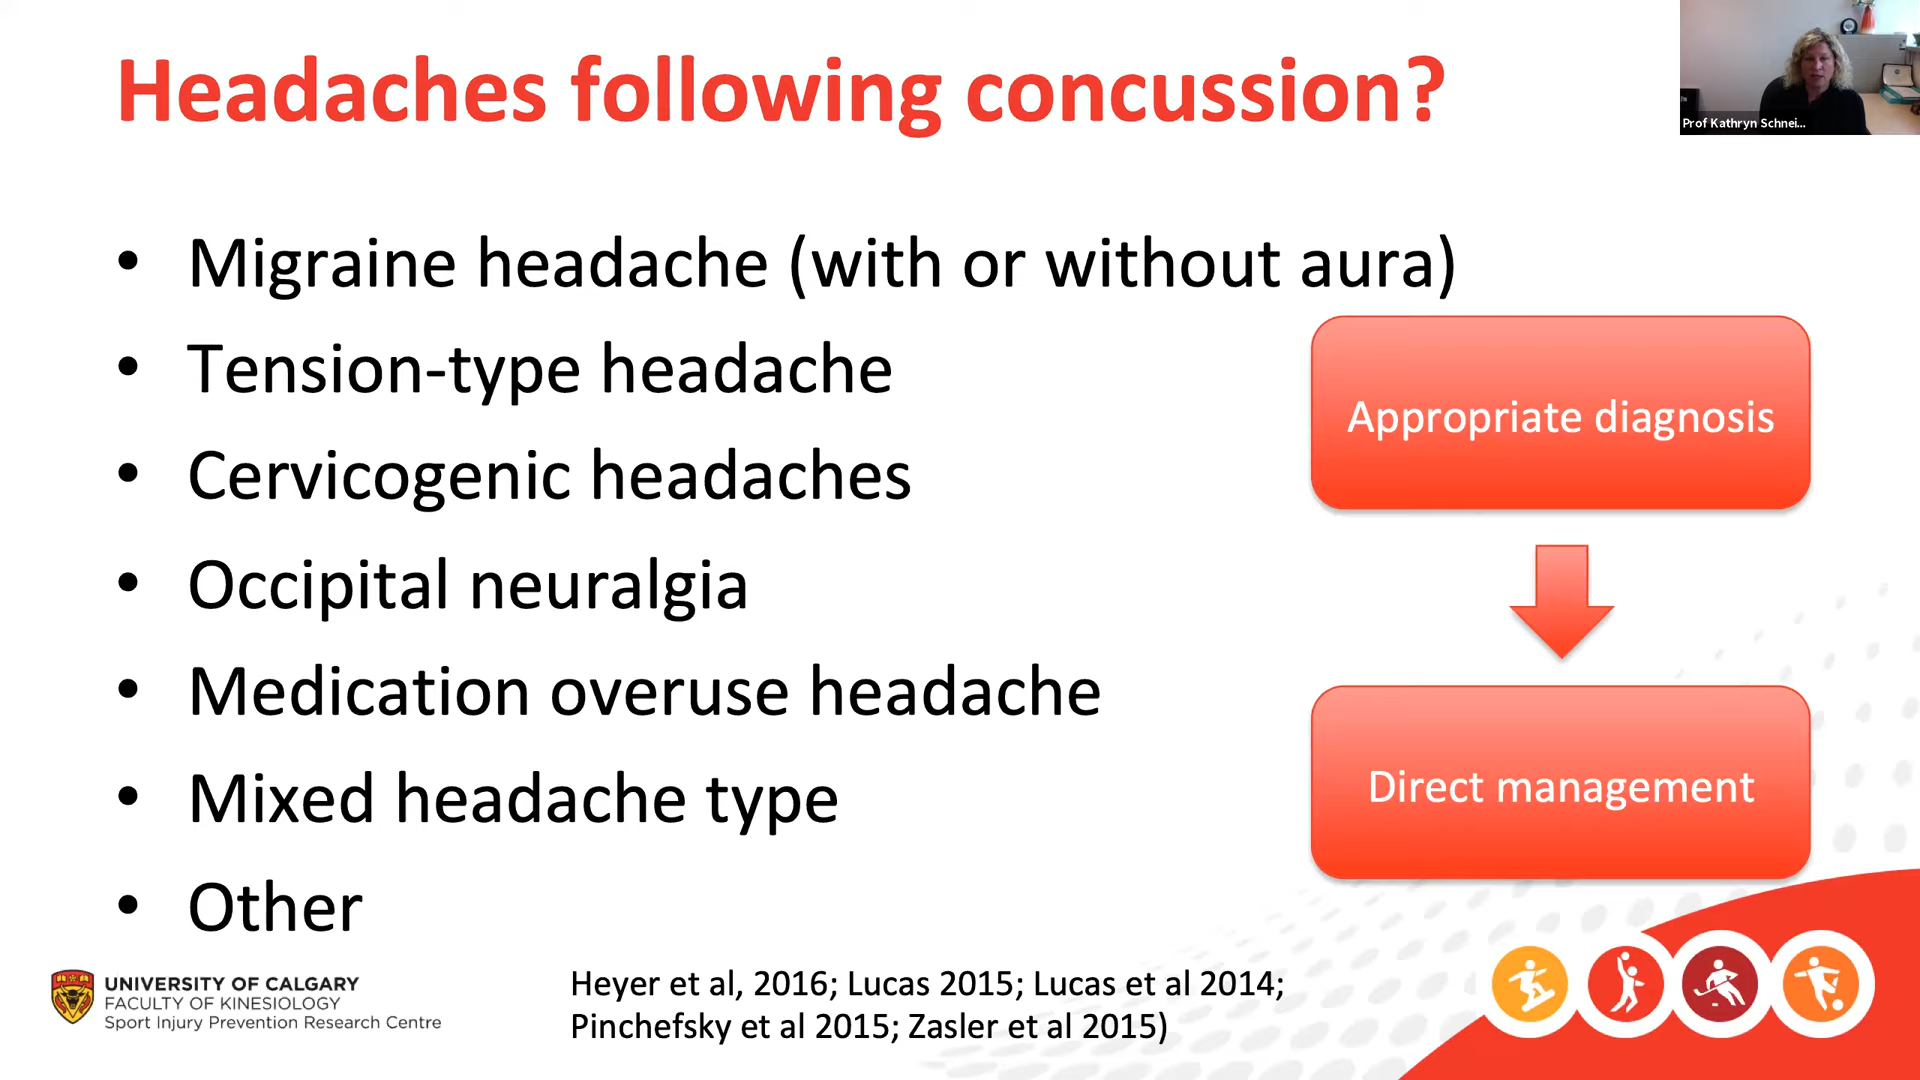 Headaches following concussion?
Prof Kathryn Schnei...
• Migraine headache (with or without aura)
• Tension-type headache
• Cervicogenic headaches
• Occipital neuralgia
• Medication overuse headache
• Mixed headache type
• Other
Appropriate diagnosis
Direct management
UNIVERSITY OF CALGARY
FACULTY OF KINESIOLOGY
Sport Injury Prevention Research Centre
Heyer et al, 2016; Lucas 2015; Lucas et al 2014;
Pinchefsky et al 2015; Zasler et al 2015)